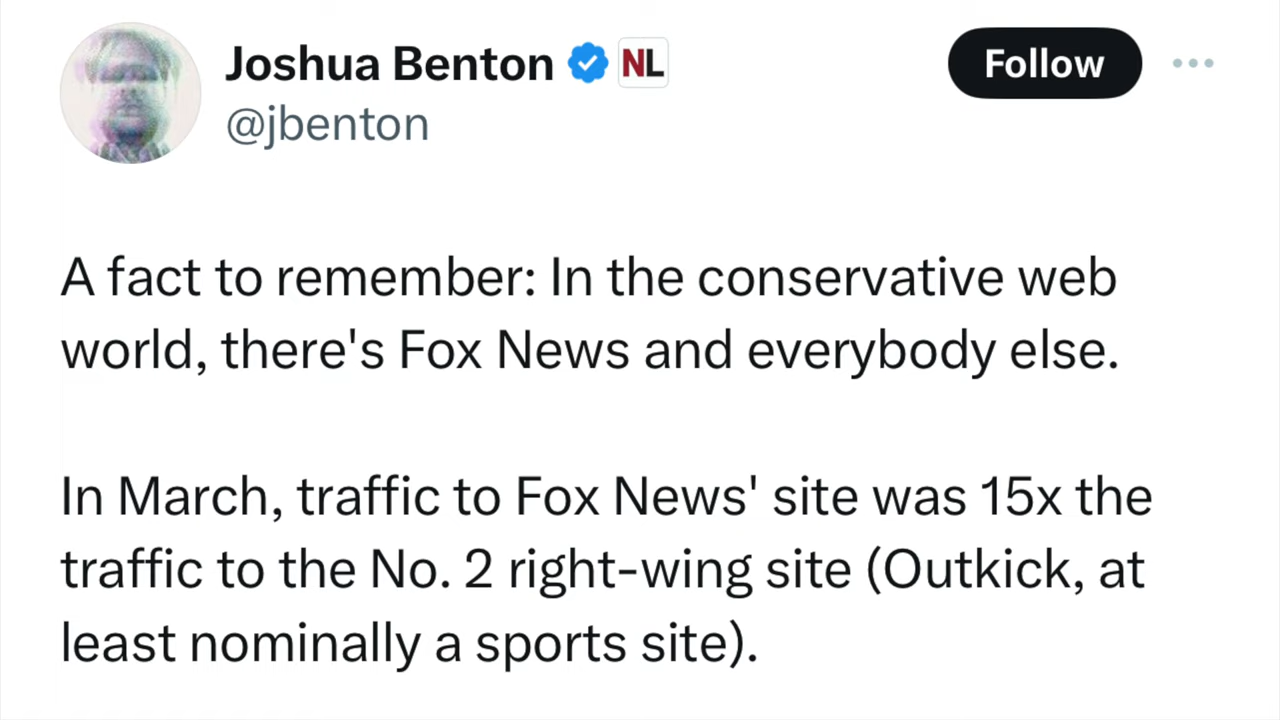 Joshua Benton NL
Follow
@jbenton
A fact to remember: In the conservative web
world, there's Fox News and everybody else.
In March, traffic to Fox News' site was 15x the
traffic to the No. 2 right-wing site (Outkick, at
least nominally a sports site).